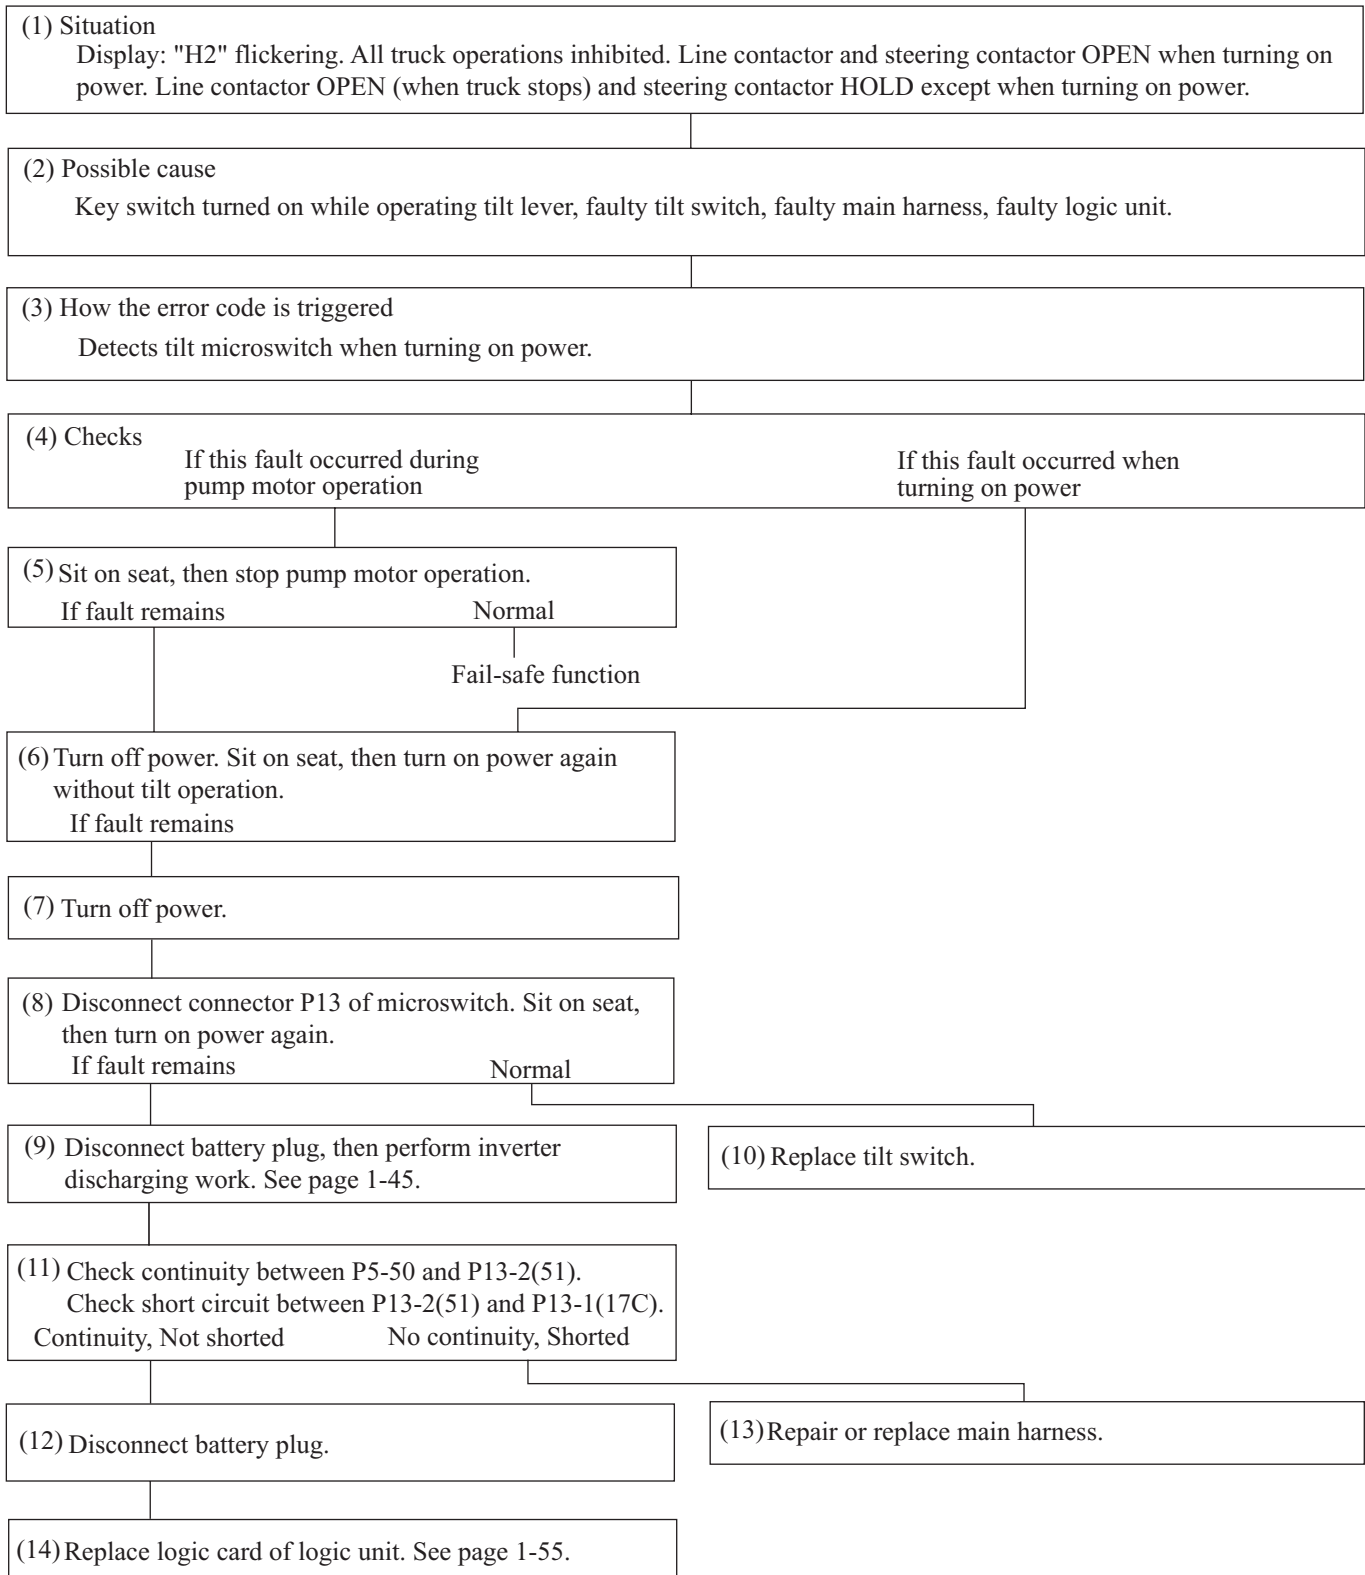 (1) Situation
Display: "H2" flickering. All truck operations inhibited. Line contactor and steering contactor OPEN when turning on
power. Line contactor OPEN (when truck stops) and steering contactor HOLD except when turning on power.
(2) Possible cause
Key switch turned on while operating tilt lever, faulty tilt switch, faulty main harness, faulty logic unit.
(3) How the error code is triggered
Detects tilt microswitch when turning on power.
(4) Checks
If this fault occurred during
pump motor operation
If this fault occurred when
turning on power
(5) Sit on seat, then stop pump motor operation.
If fault remains
Normal
Fail-safe function
(6) Turn off power. Sit on seat, then turn on power again
without tilt operation.
If fault remains
(7) Turn off power.
(8) Disconnect connector P13 of microswitch. Sit on seat,
then turn on power again.
If fault remains
Normal
(9) Disconnect battery plug, then perform inverter
discharging work. See page 1-45.
(10) Replace tilt switch.
(11) Check continuity between P5-50 and P13-2(51).
Check short circuit between P13-2(51) and P13-1(17C).
Continuity, Not shorted
No continuity, Shorted
(12) Disconnect battery plug.
(13) Repair or replace main harness.
(14) Replace logic card of logic unit. See page 1-55.